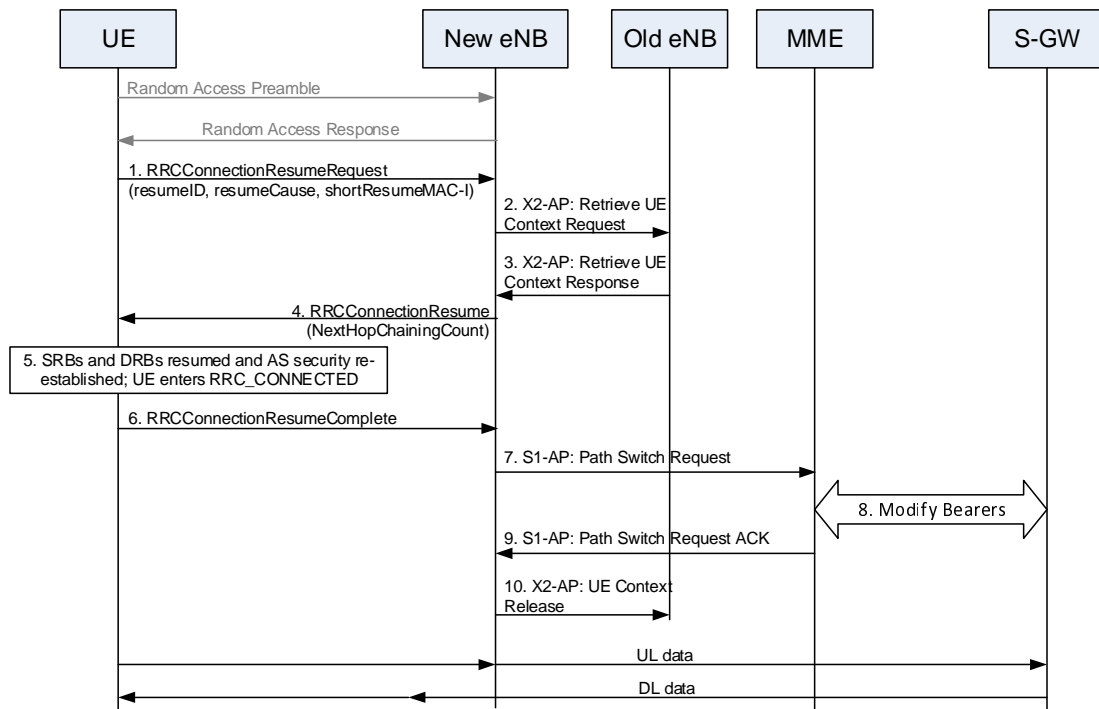 UE
New eNB
Old eNB
MME
S-GW
Random Access Preamble
Random Access Response
1. RRCConnectionResumeRequest
(resumeID, resumeCause, shortResumeMAC-I)
2. X2-AP: Retrieve UE
Context Request
3. X2-AP: Retrieve UE
Context Response
4. RRCConnectionResume
(NextHopChainingCount)
5. SRBs and DRBs resumed and AS security re-
established; UE enters RRC_CONNECTED
6. RRCConnectionResumeComplete
7. S1-AP: Path Switch Request
8. Modify Bearers
9. S1-AP: Path Switch Request ACK
10. X2-AP: UE Context
Release
UL data
DL data